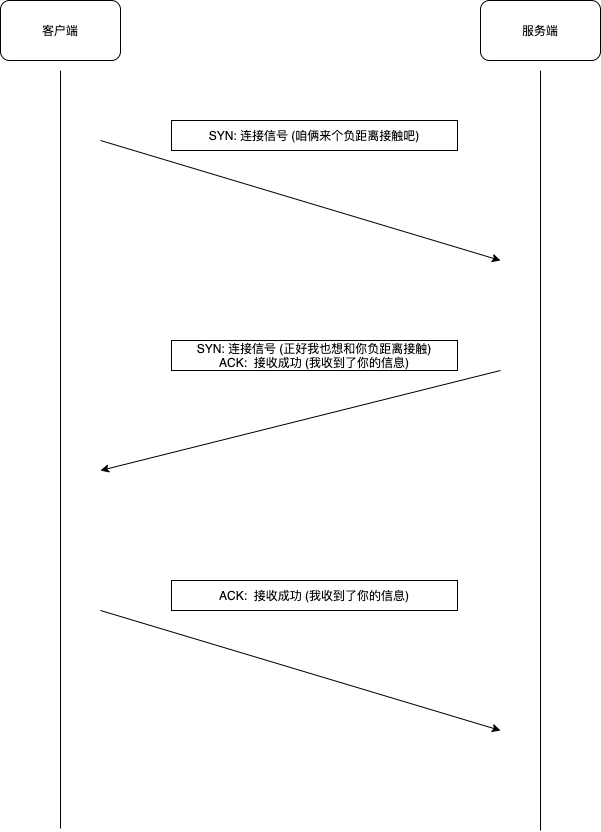 客户端
服务端
SYN: 连接信号 (咱俩来个负距离接触吧)
SYN: 连接信号 (正好我也想和你负距离接触)
ACK: 接收成功 (我收到了你的信息)
ACK: 接收成功 (我收到了你的信息)